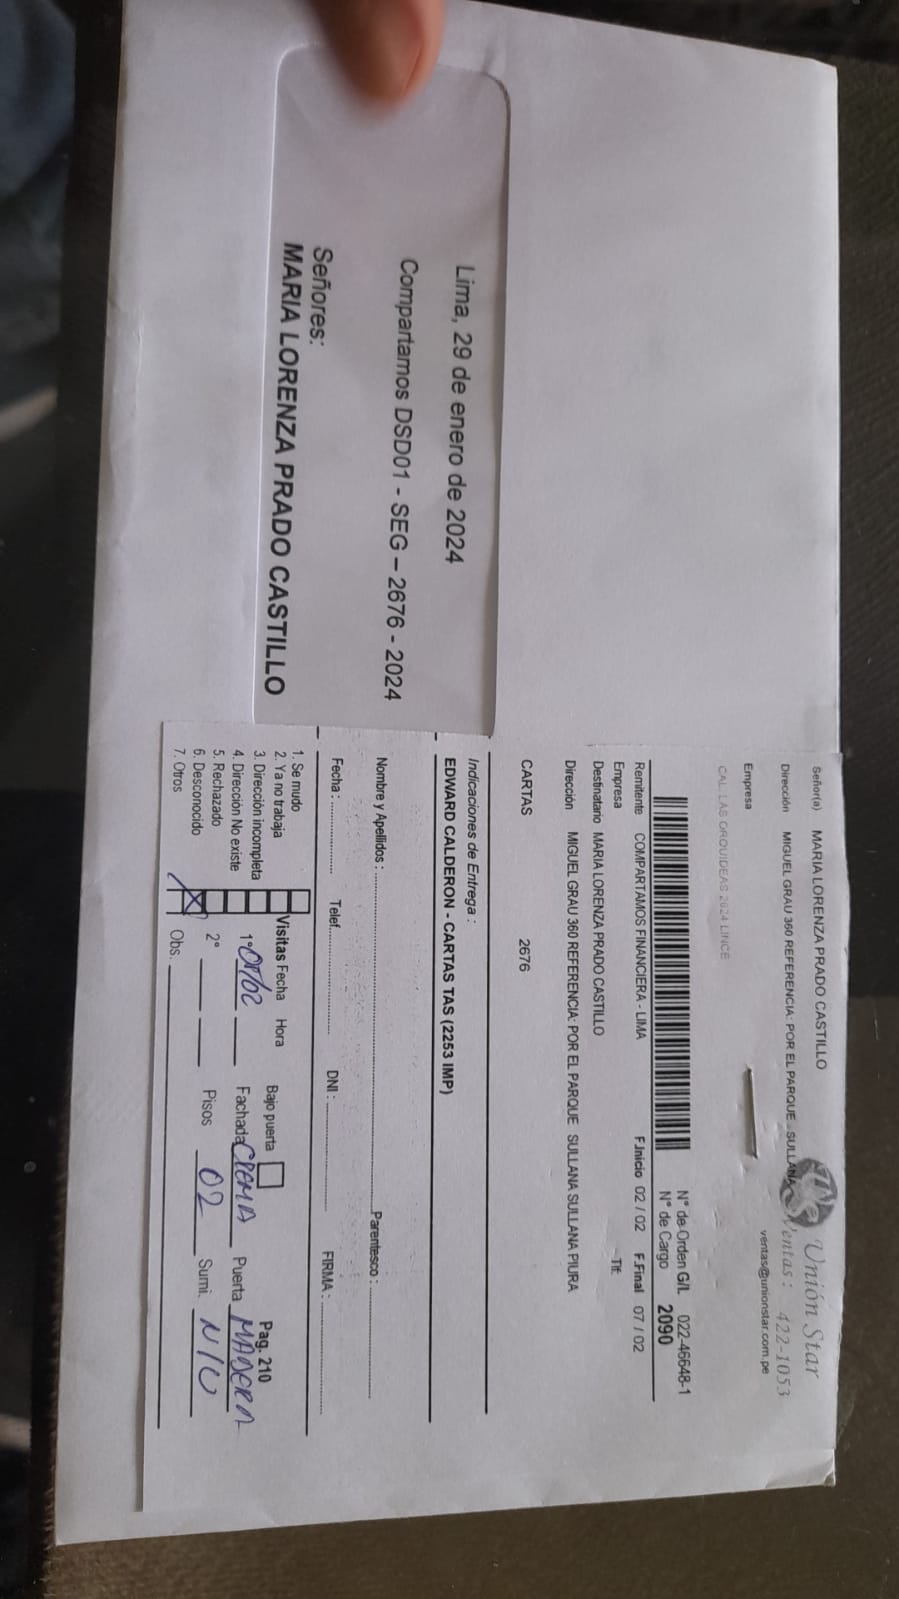 Lima, 29 de enero de 2024
Compartamos DSD01 - SEG – 2676 - 2024
Señores:
MARIA LORENZA PRADO CASTILLO
Unión Star
Ventas: 422-1053
ventas@unionstar.com.pe
Señor(a) MARIA LORENZA PRADO CASTILLO
Dirección MIGUEL GRAU 360 REFERENCIA: POR EL PARQUE SULLANA
Empresa
CAL LAS ORQUIDEAS 2624 LINCE
N° de Orden G/L 022-46648-1
N° de Cargo 2090
Remitente COMPARTAMOS FINANCIERA - LIMA F.Inicio 02 / 02 F.Final 07 / 02
Empresa Tlf:
Destinatario MARIA LORENZA PRADO CASTILLO
Dirección MIGUEL GRAU 360 REFERENCIA: POR EL PARQUE SULLANA SULLANA PIURA
CARTAS 2676
Indicaciones de Entrega :
EDWARD CALDERON - CARTAS TAS (2253 IMP)
Nombre y Apellidos : Parentesco :
Fecha : Telef. DNI : FIRMA :
1. Se mudo
2. Ya no trabaja
3. Dirección incompleta
4. Dirección No existe
5. Rechazado
6. Desconocido
7. Otros
Visitas Fecha Hora Bajo puerta Pag. 210
1° 07/02 Fachada CREMA Puerta MADERA
2° Pisos 02 Sumi. N/U
Obs.